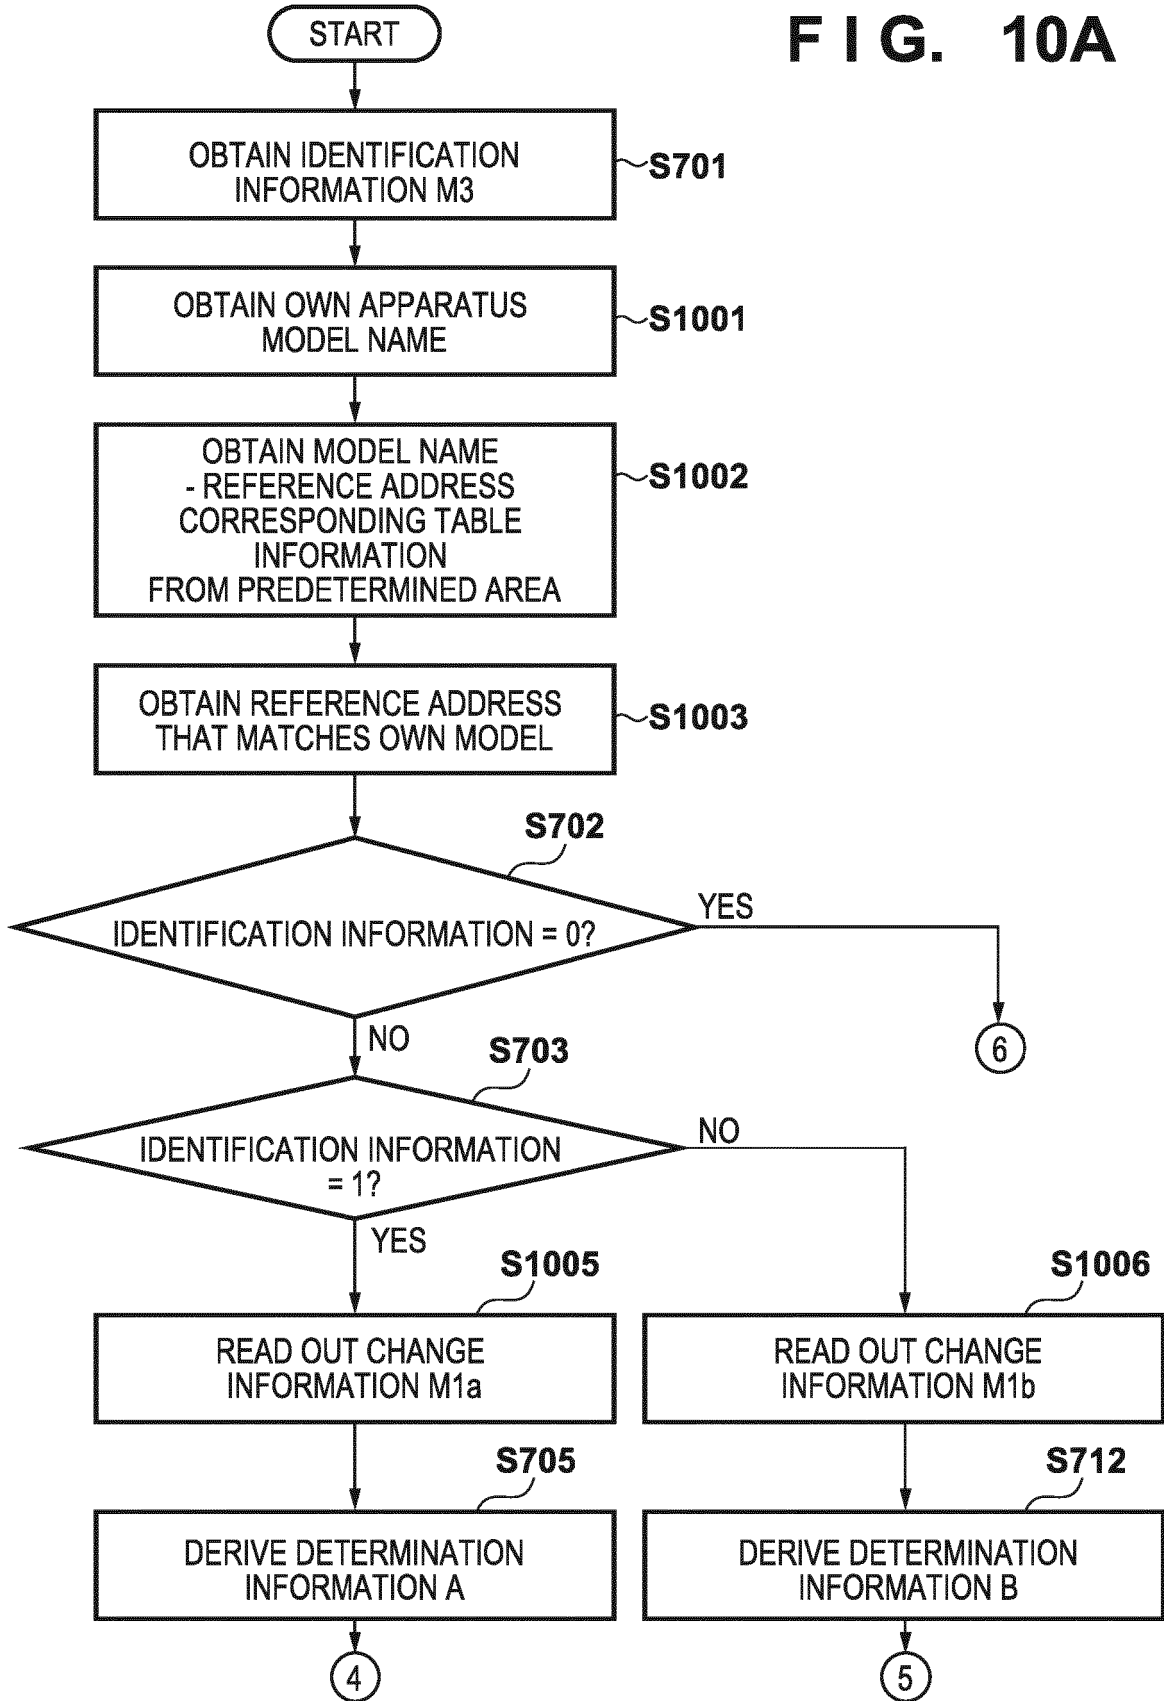 START
F I G. 10A
OBTAIN IDENTIFICATION
INFORMATION M3
S701
OBTAIN OWN APPARATUS
MODEL NAME
S1001
OBTAIN MODEL NAME
- REFERENCE ADDRESS
CORRESPONDING TABLE
INFORMATION
FROM PREDETERMINED AREA
S1002
OBTAIN REFERENCE ADDRESS
THAT MATCHES OWN MODEL
S1003
S702
IDENTIFICATION INFORMATION = 0?
YES
6
NO
S703
IDENTIFICATION INFORMATION
= 1?
NO
YES
S1005
READ OUT CHANGE
INFORMATION M1a
S1006
READ OUT CHANGE
INFORMATION M1b
S705
DERIVE DETERMINATION
INFORMATION A
S712
DERIVE DETERMINATION
INFORMATION B
4
5